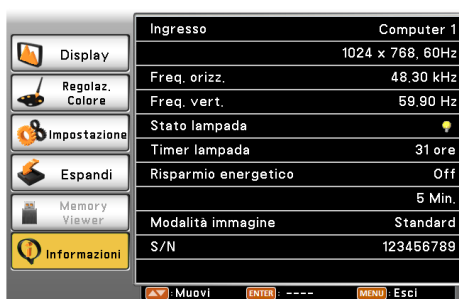 Display
Regolaz.
Colore
Impostazione
Espandi
Memory
Viewer
Informazioni
Ingresso Computer 1
1024 x 768, 60Hz
Freq. orizz. 48.30 kHz
Freq. vert. 59.90 Hz
Stato lampada
Timer lampada 31 ore
Risparmio energetico Off
5 Min.
Modalità immagine Standard
S/N 123456789
:Muovi ENTER : ---- MENU : Esci